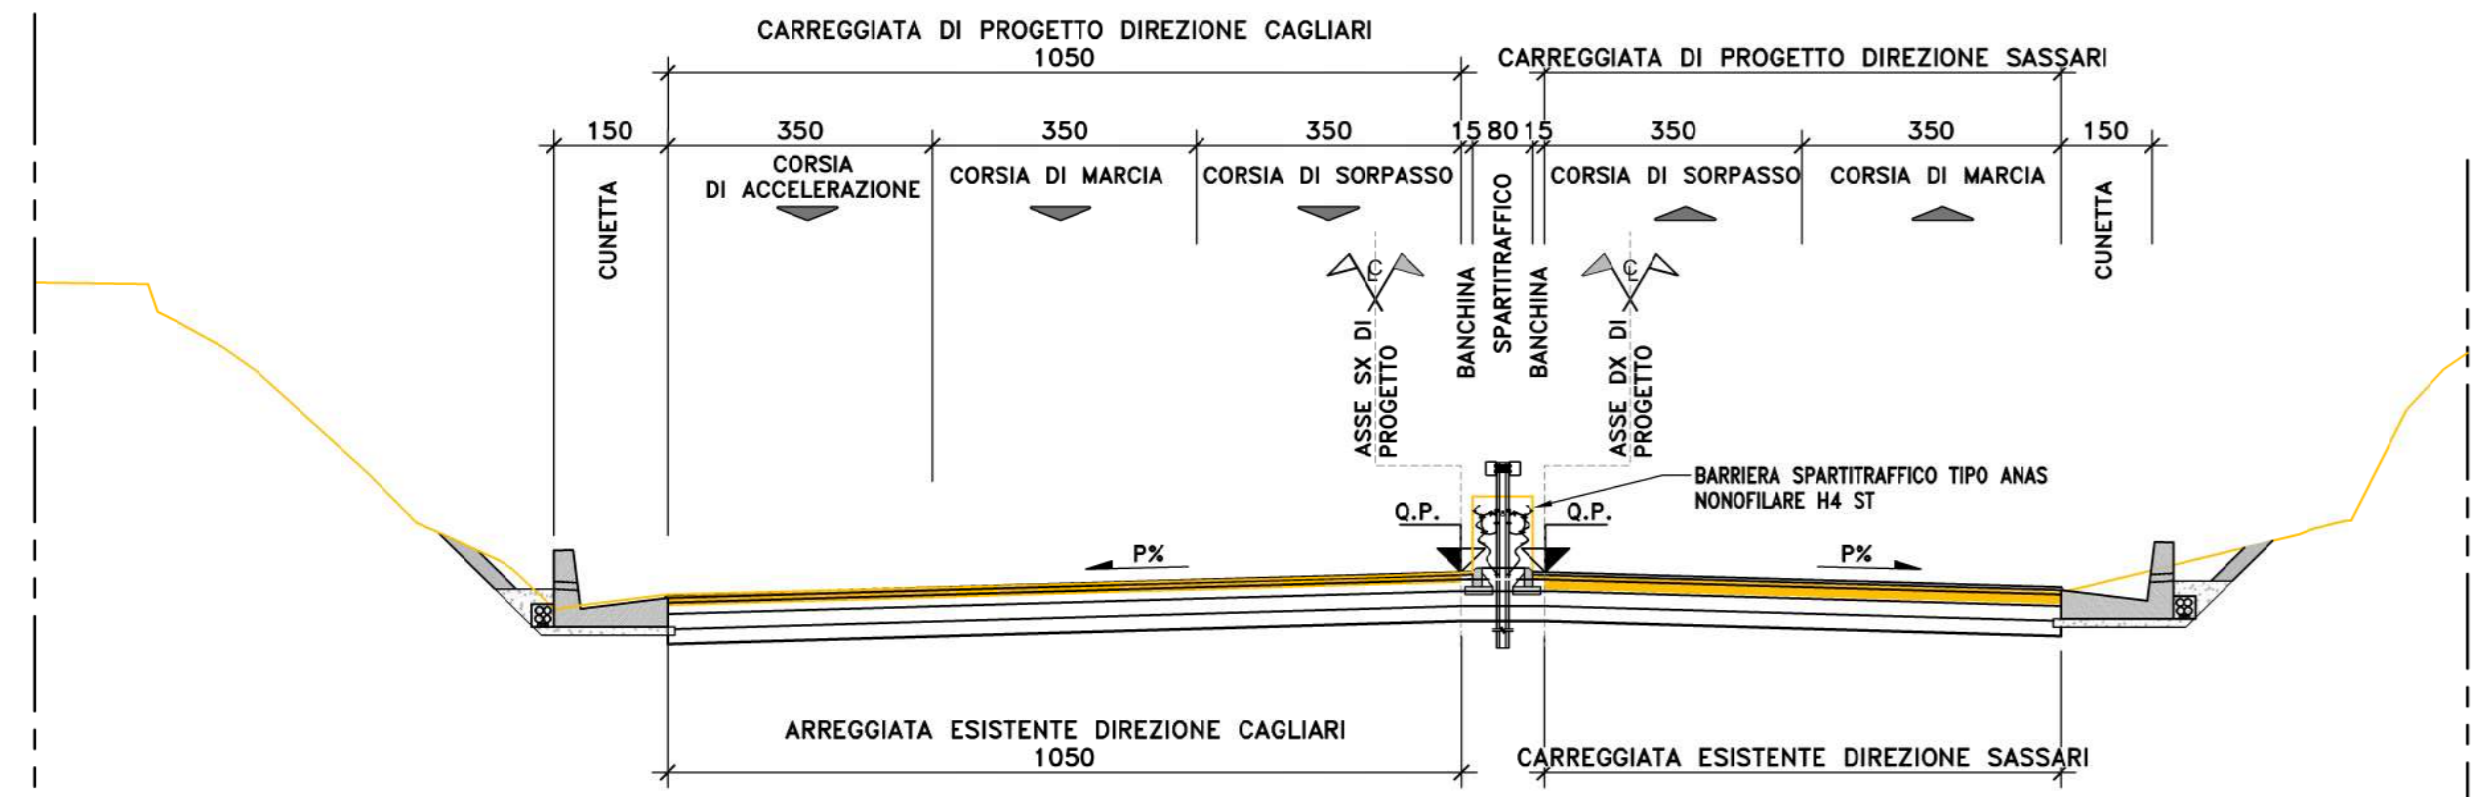 CARREGGIATA DI PROGETTO DIREZIONE CAGLIARI
1050
CARREGGIATA DI PROGETTO DIREZIONE SASSARI
150
350
350
350
15
80
15
350
350
150
CUNETTA
CORSIA
DI ACCELERAZIONE
CORSIA DI MARCIA
CORSIA DI SORPASSO
BANCHINA
SPARTITRAFFICO
BANCHINA
CORSIA DI SORPASSO
CORSIA DI MARCIA
CUNETTA
CL
CL
ASSE SX DI
PROGETTO
ASSE DX DI
PROGETTO
BARRIERA SPARTITRAFFICO TIPO ANAS
NONOFILARE H4 ST
Q.P.
Q.P.
P%
P%
ARREGGIATA ESISTENTE DIREZIONE CAGLIARI
1050
CARREGGIATA ESISTENTE DIREZIONE SASSARI